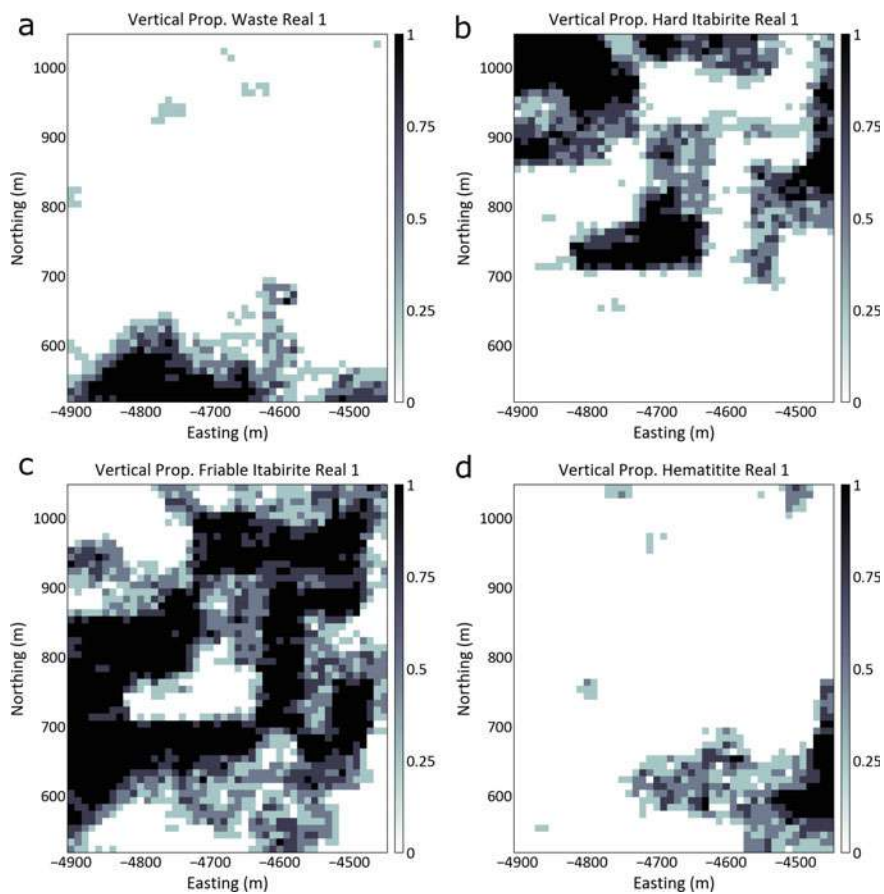 a
Vertical Prop. Waste Real 1
1000
900
800
700
600
Northing (m)
−4900 −4800 −4700 −4600 −4500
Easting (m)
1
0.75
0.5
0.25
0
b
Vertical Prop. Hard Itabirite Real 1
1000
900
800
700
600
Northing (m)
−4900 −4800 −4700 −4600 −4500
Easting (m)
1
0.75
0.5
0.25
0
c
Vertical Prop. Friable Itabirite Real 1
1000
900
800
700
600
Northing (m)
−4900 −4800 −4700 −4600 −4500
Easting (m)
1
0.75
0.5
0.25
0
d
Vertical Prop. Hematitite Real 1
1000
900
800
700
600
Northing (m)
−4900 −4800 −4700 −4600 −4500
Easting (m)
1
0.75
0.5
0.25
0